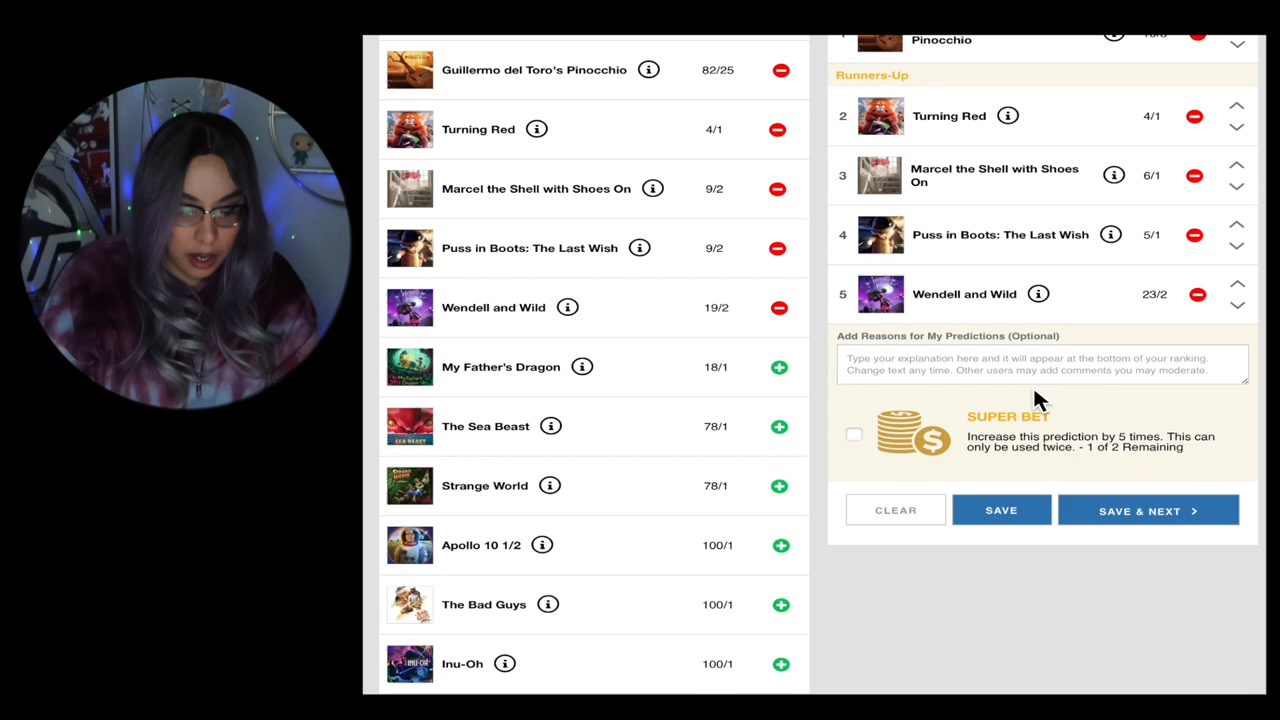 Guillermo del Toro's Pinocchio
82/25
Turning Red
4/1
Marcel the Shell with Shoes On
9/2
Puss in Boots: The Last Wish
9/2
Wendell and Wild
19/2
My Father's Dragon
18/1
The Sea Beast
78/1
SEA BEAST
Strange World
78/1
Apollo 10 1/2
100/1
The Bad Guys
100/1
Inu-Oh
100/1
INU-OH
Pinocchio
Runners-Up
2
Turning Red
4/1
3
Marcel the Shell with Shoes
On
6/1
4
Puss in Boots: The Last Wish
5/1
5
Wendell and Wild
23/2
Add Reasons for My Predictions (Optional)
Type your explanation here and it will appear at the bottom of your ranking.
Change text any time. Other users may add comments you may moderate.
SUPER BET
Increase this prediction by 5 times. This can
only be used twice. - 1 of 2 Remaining
CLEAR
SAVE
SAVE & NEXT >